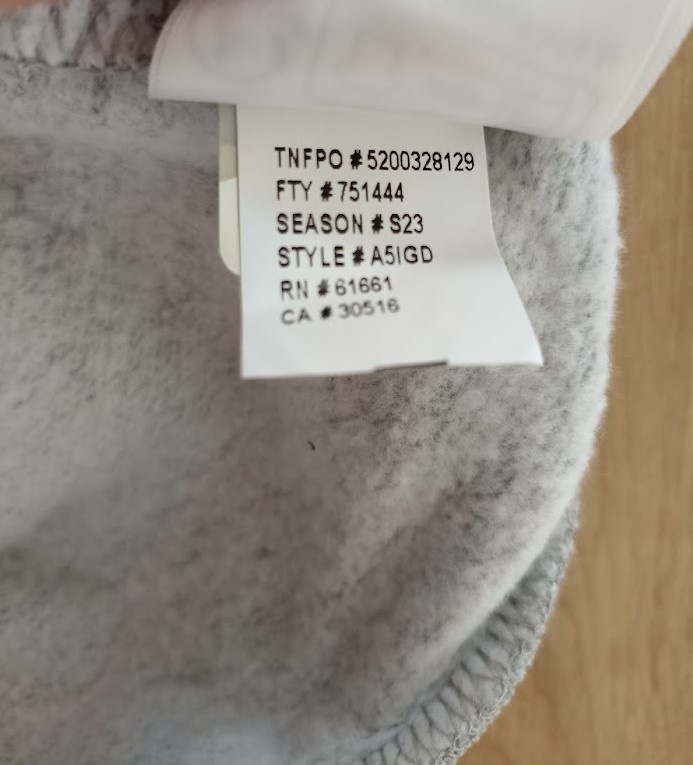 TNFPO # 5200328129
FTY # 751444
SEASON # S23
STYLE # A5IGD
RN # 61661
CA # 30516